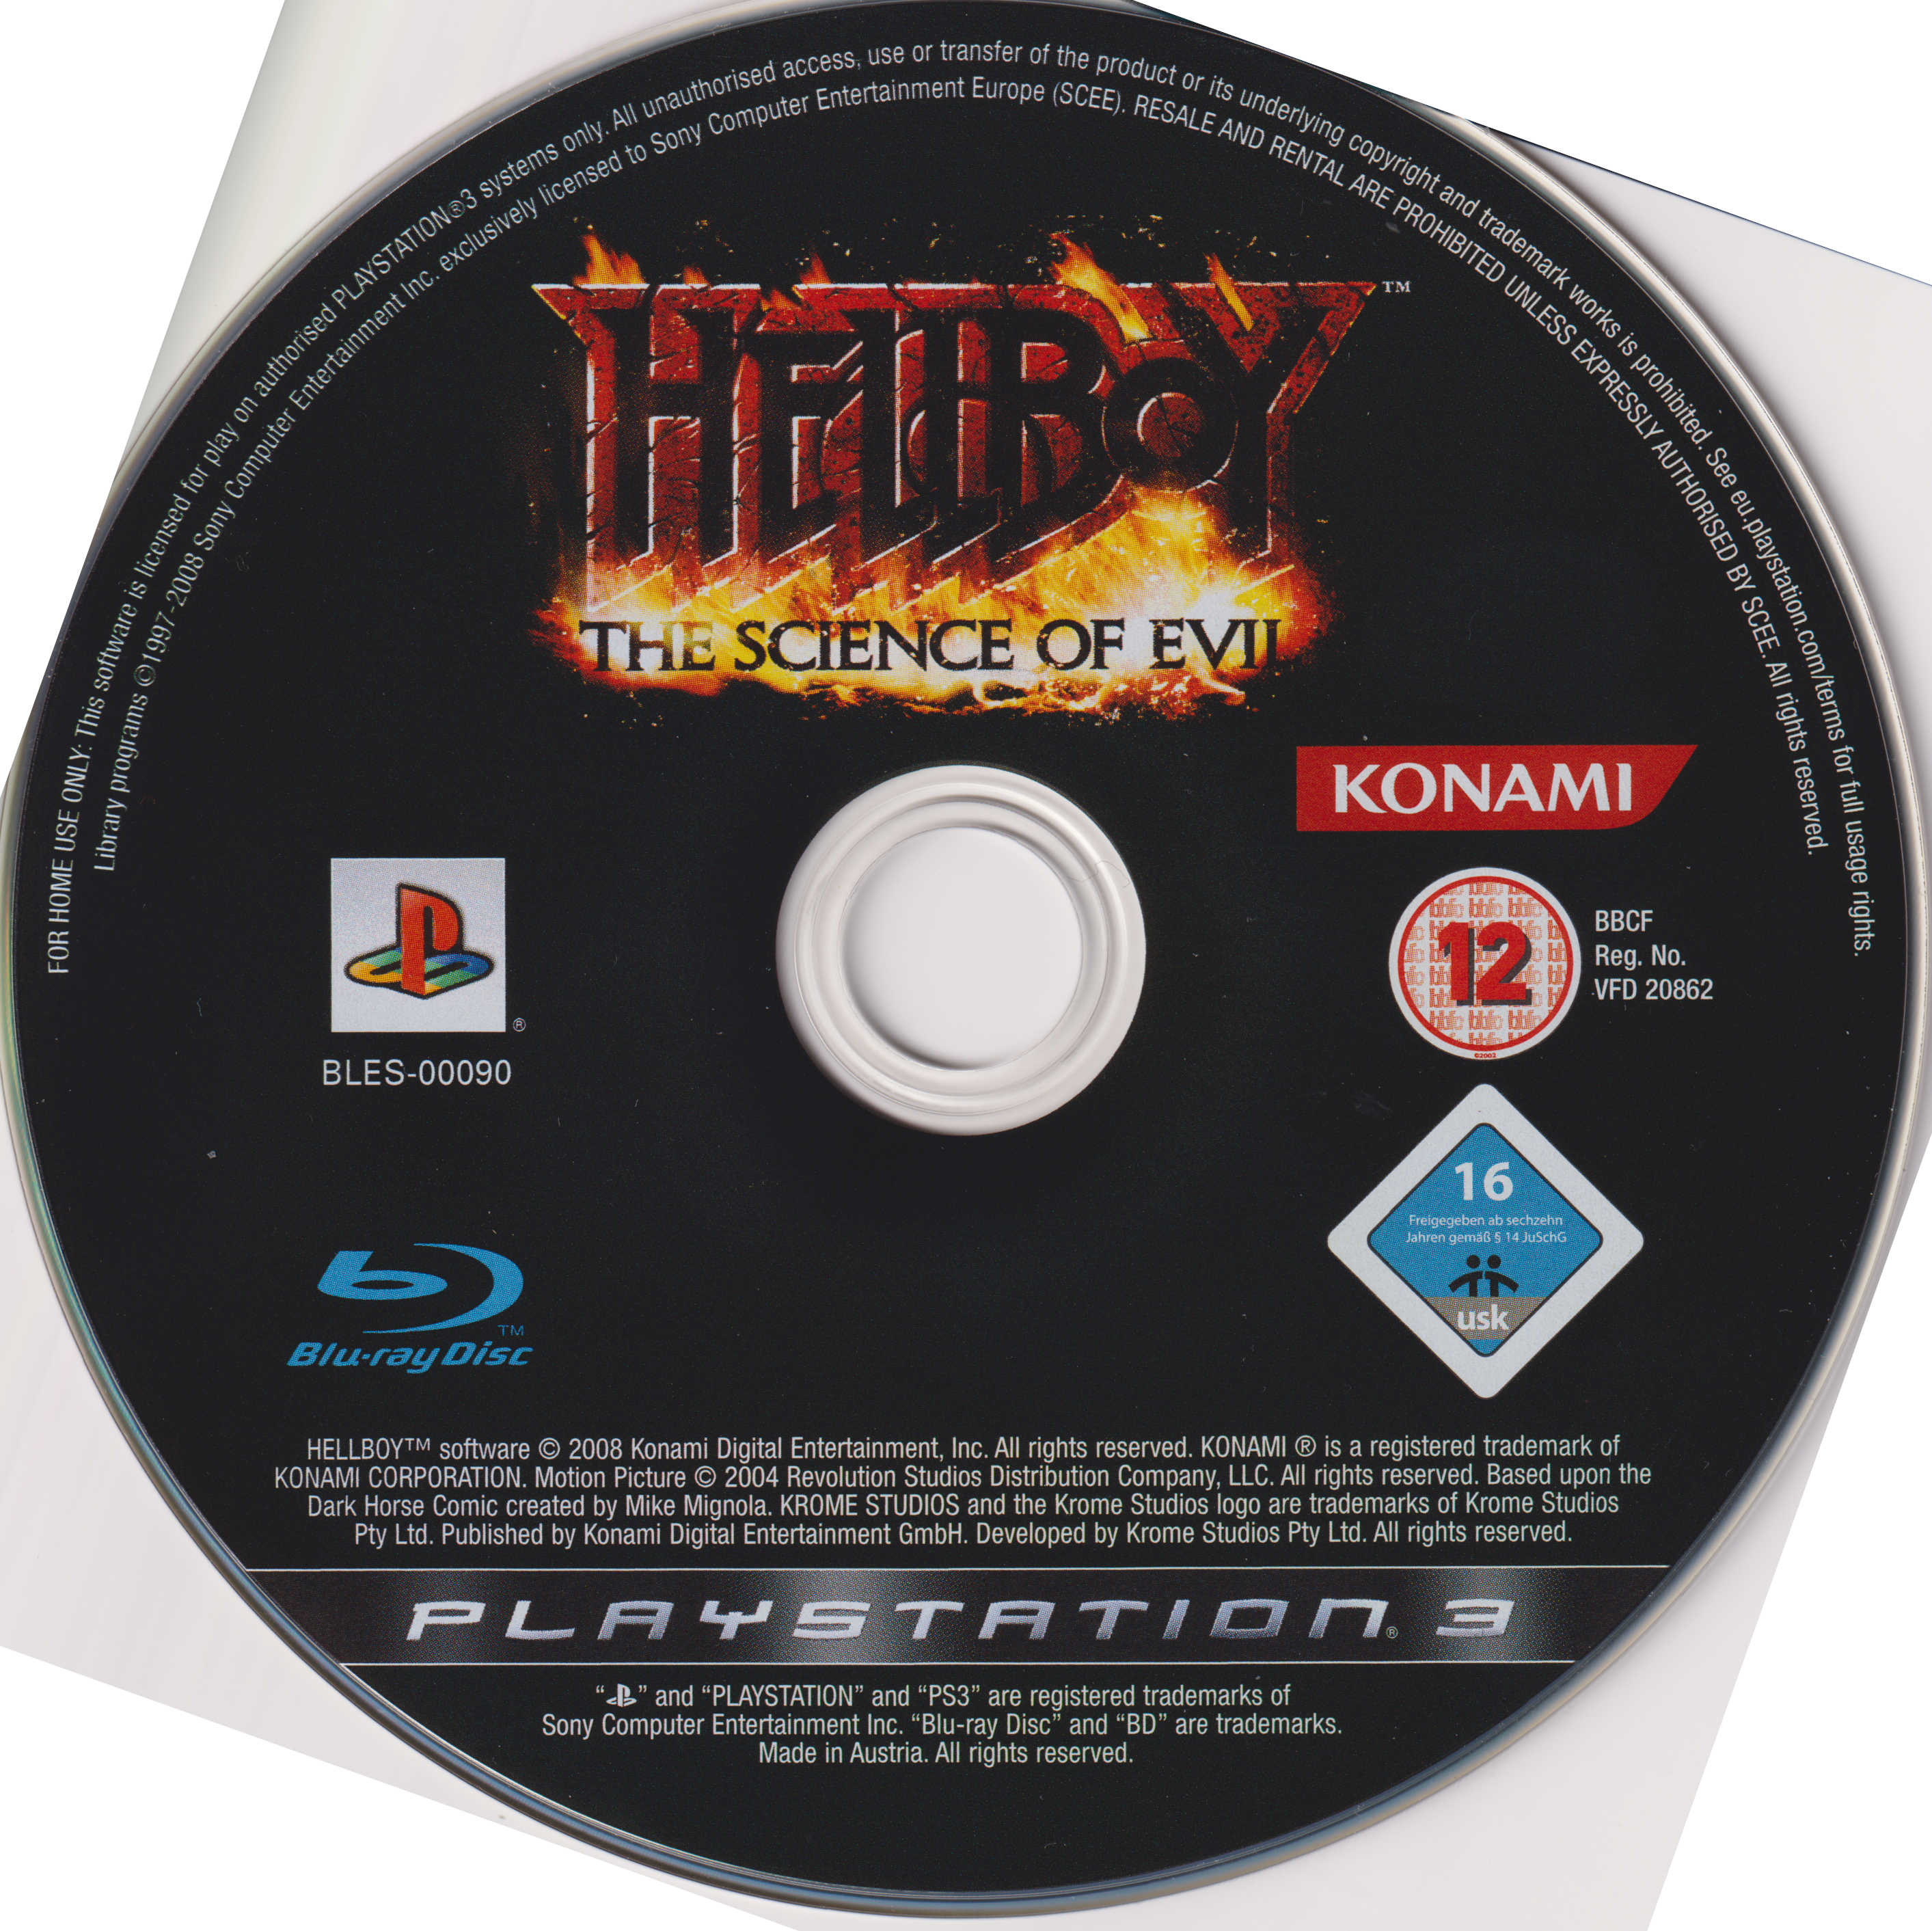 FOR HOME USE ONLY: This software is licensed for play on authorised PLAYSTATION®3 systems only. All unauthorised access, use or transfer of the product or its underlying copyright and trademark works is prohibited. See eu.playstation.com/terms for full usage rights.
Library programs ©1997-2008 Sony Computer Entertainment Inc. exclusively licensed to Sony Computer Entertainment Europe (SCEE). RESALE AND RENTAL ARE PROHIBITED UNLESS EXPRESSLY AUTHORISED BY SCEE. All rights reserved.
HELLBOY™
THE SCIENCE OF EVIL
KONAMI
®
BLES-00090
12
©2002
BBCF
Reg. No.
VFD 20862
16
Freigegeben ab sechzehn
Jahren gemäß § 14 JuSchG
usk
Blu-ray Disc™
HELLBOY™ software © 2008 Konami Digital Entertainment, Inc. All rights reserved. KONAMI ® is a registered trademark of
KONAMI CORPORATION. Motion Picture © 2004 Revolution Studios Distribution Company, LLC. All rights reserved. Based upon the
Dark Horse Comic created by Mike Mignola. KROME STUDIOS and the Krome Studios logo are trademarks of Krome Studios
Pty Ltd. Published by Konami Digital Entertainment GmbH. Developed by Krome Studios Pty Ltd. All rights reserved.
PLAYSTATION®3
“PS” and “PLAYSTATION” and “PS3” are registered trademarks of
Sony Computer Entertainment Inc. “Blu-ray Disc” and “BD” are trademarks.
Made in Austria. All rights reserved.